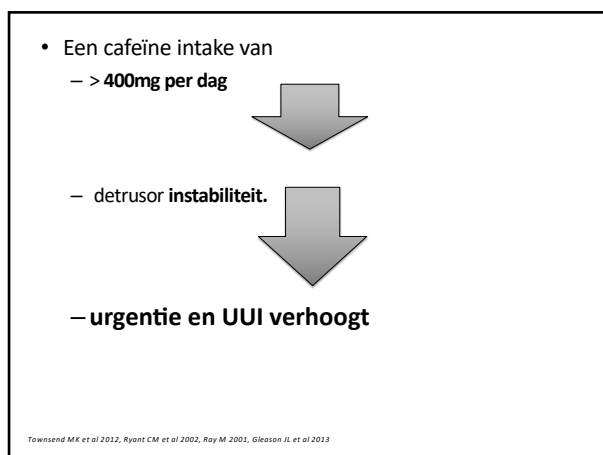 • Een cafeïne intake van
– > 400mg per dag
– detrusor instabiliteit.
– urgentie en UUI verhoogt
Townsend MK et al 2012, Ryant CM et al 2002, Ray M 2001, Gleason JL et al 2013